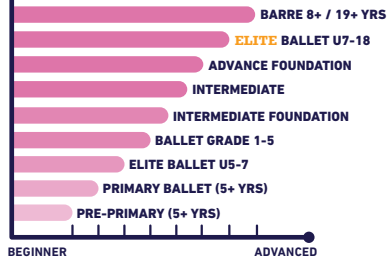 BARRE 8+ / 19+ YRS
ELITE BALLET U7-18
ADVANCE FOUNDATION
INTERMEDIATE
INTERMEDIATE FOUNDATION
BALLET GRADE 1-5
ELITE BALLET U5-7
PRIMARY BALLET (5+ YRS)
PRE-PRIMARY (5+ YRS)
BEGINNER ADVANCED